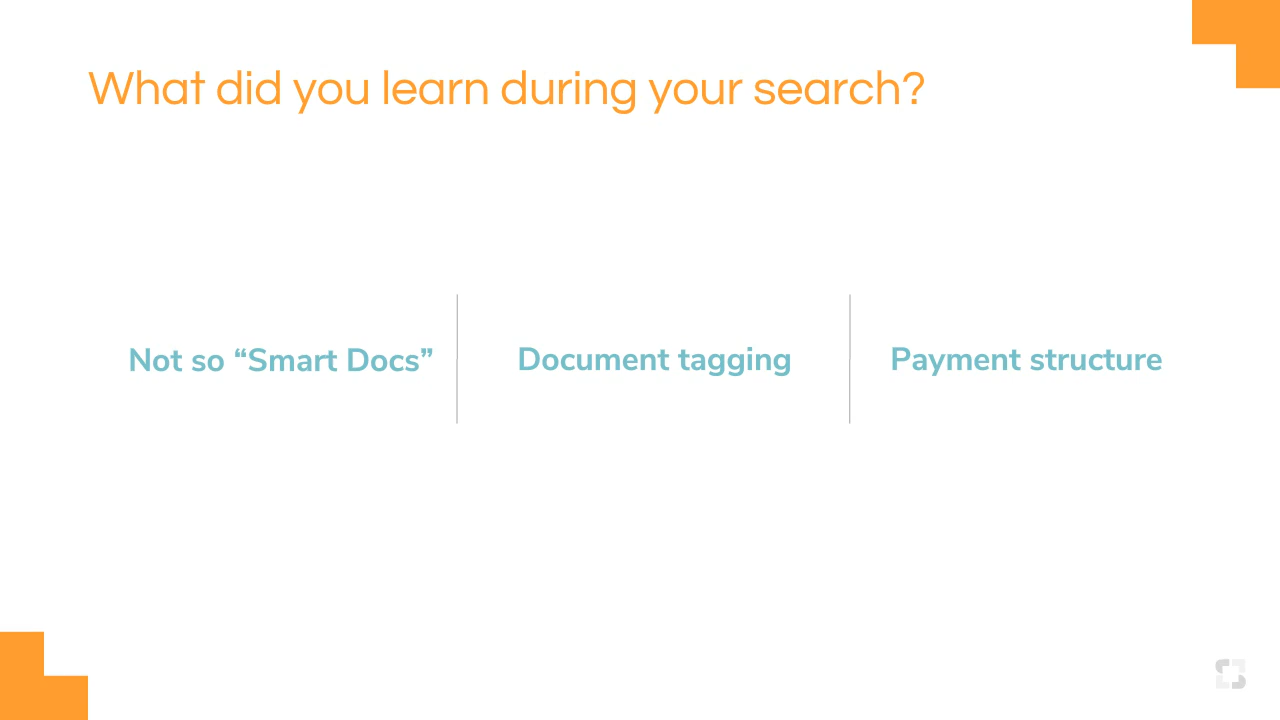 What did you learn during your search?
Not so “Smart Docs”
Document tagging
Payment structure